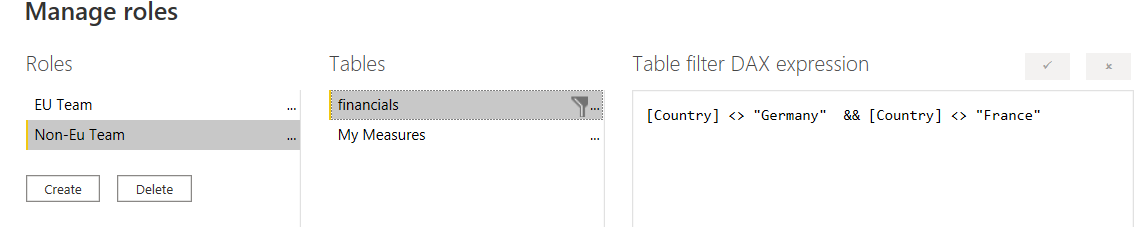 Manage roles
Roles
Tables
Table filter DAX expression
EU Team
...
financials
...
[Country] <> "Germany"  && [Country] <> "France"
Non-Eu Team
...
My Measures
...
Create
Delete